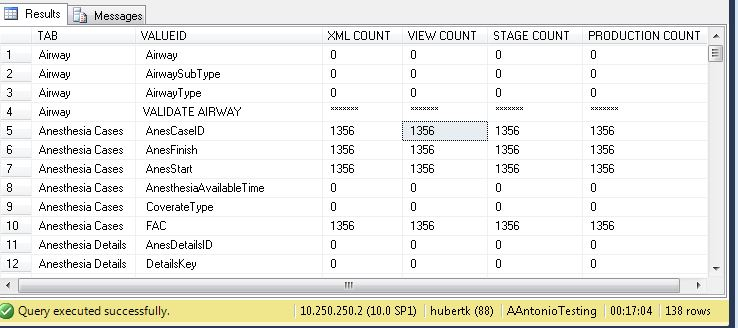 Results Messages
TAB VALUEID XML COUNT VIEW COUNT STAGE COUNT PRODUCTION COUNT
1 Airway Airway 0 0 0 0
2 Airway AirwaySubType 0 0 0 0
3 Airway AirwayType 0 0 0 0
4 Airway VALIDATE AIRWAY ******* ******* ******* *******
5 Anesthesia Cases AnesCaseID 1356 1356 1356 1356
6 Anesthesia Cases AnesFinish 1356 1356 1356 1356
7 Anesthesia Cases AnesStart 1356 1356 1356 1356
8 Anesthesia Cases AnesthesiaAvailableTime 0 0 0 0
9 Anesthesia Cases CoverateType 0 0 0 0
10 Anesthesia Cases FAC 1356 1356 1356 1356
11 Anesthesia Details AnesDetailsID 0 0 0 0
12 Anesthesia Details DetailsKey 0 0 0 0
Query executed successfully. 10.250.250.2 (10.0 SP1) hubertk (88) AAntonioTesting 00:17:04 138 rows